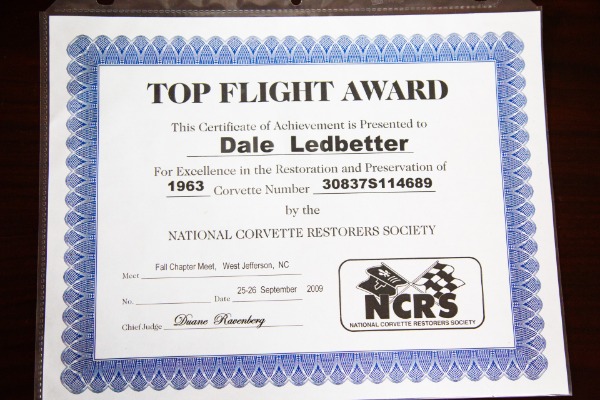 TOP FLIGHT AWARD
This Certificate of Achievement is Presented to
Dale Ledbetter
For Excellence in the Restoration and Preservation of
1963 Corvette Number 30837S114689
by the
NATIONAL CORVETTE RESTORERS SOCIETY
Meet Fall Chapter Meet, West Jefferson, NC
No. Date 25-26 September 2009
Chief Judge Duane Ravenberg
NCRS
NATIONAL CORVETTE RESTORERS SOCIETY